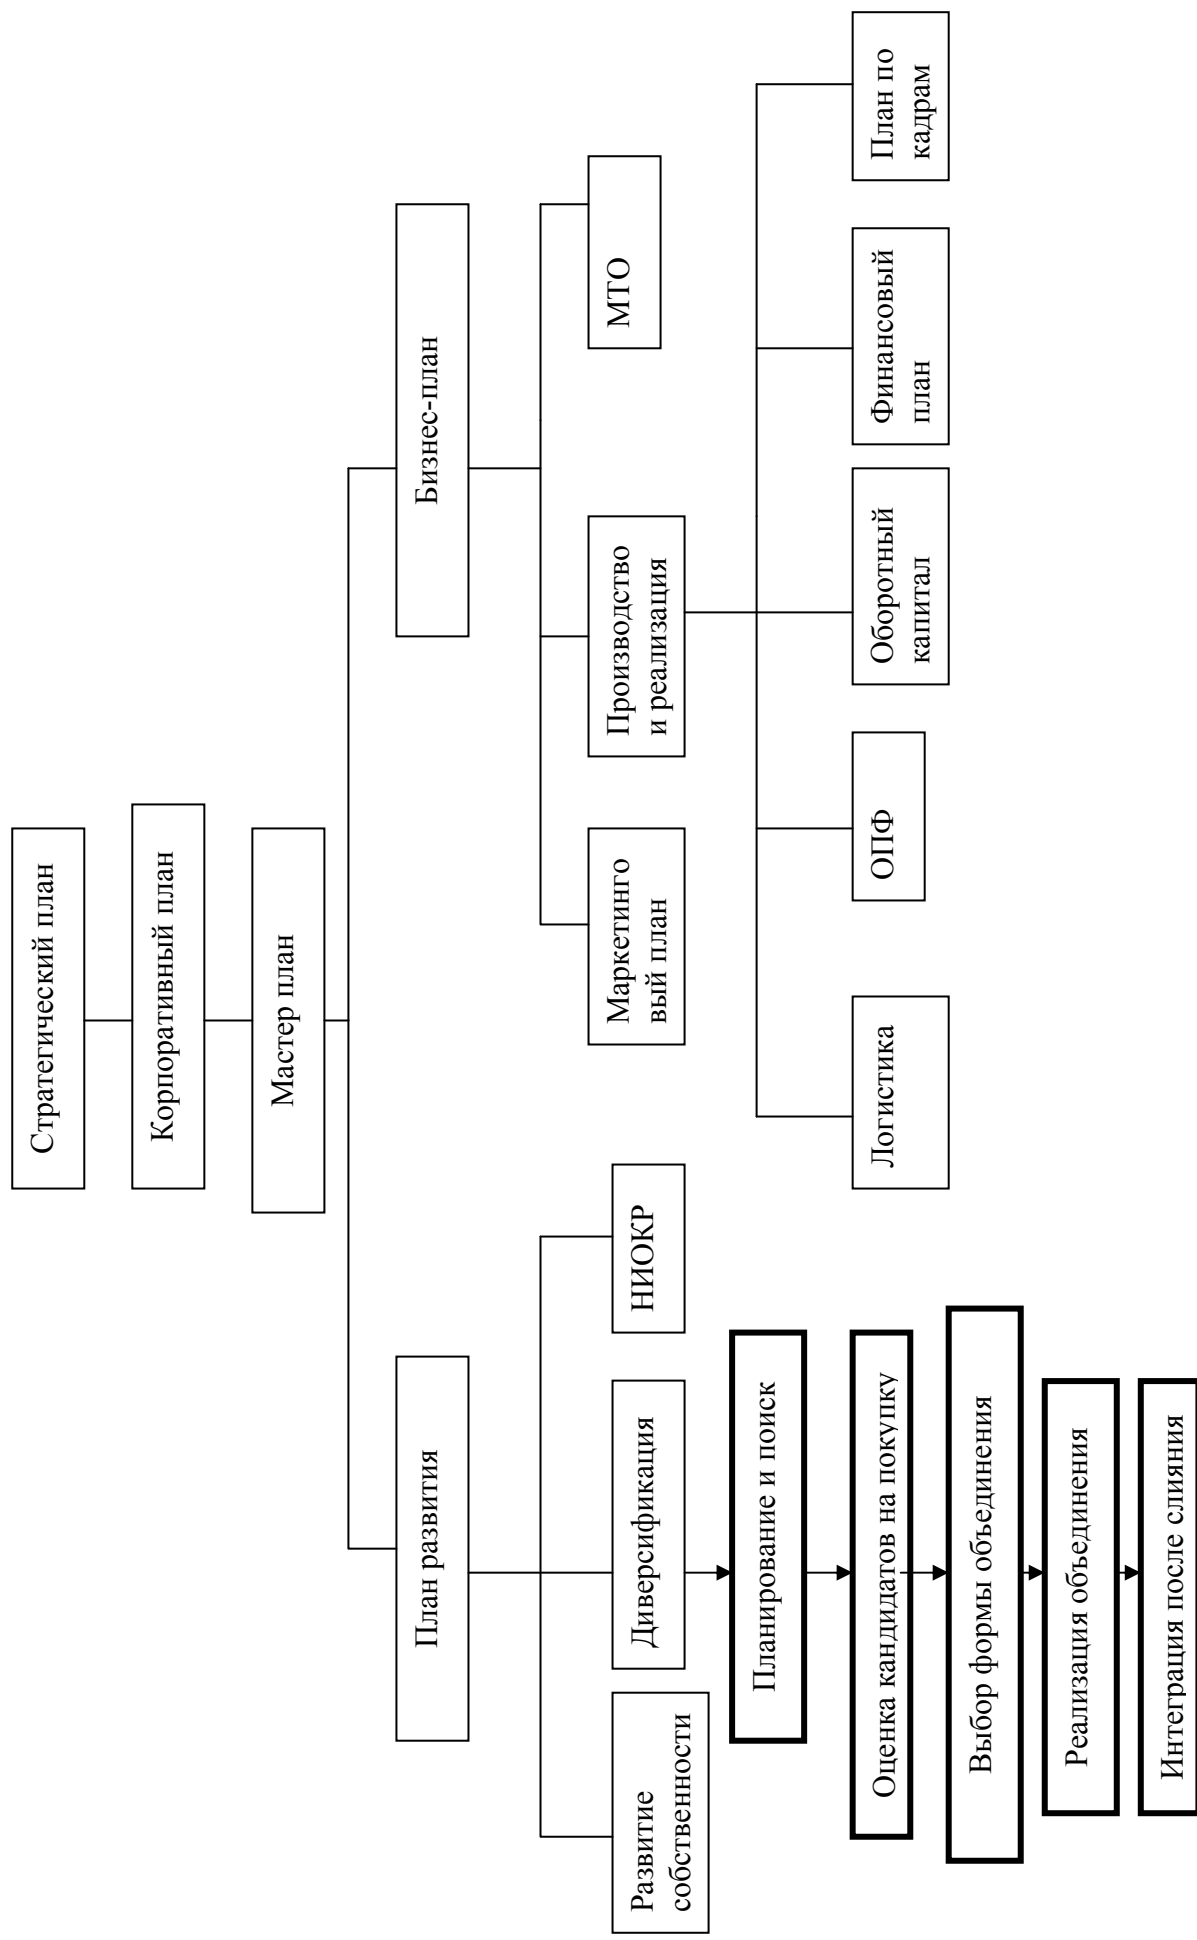 Стратегический план
Корпоративный план
Мастер план
План развития
Бизнес-план
Развитие
собственности
Диверсификация
НИОКР
Маркетинго
вый план
Производство
и реализация
МТО
Планирование и поиск
Оценка кандидатов на покупку
Выбор формы объединения
Реализация объединения
Интеграция после слияния
Логистика
ОПФ
Оборотный
капитал
Финансовый
план
План по
кадрам